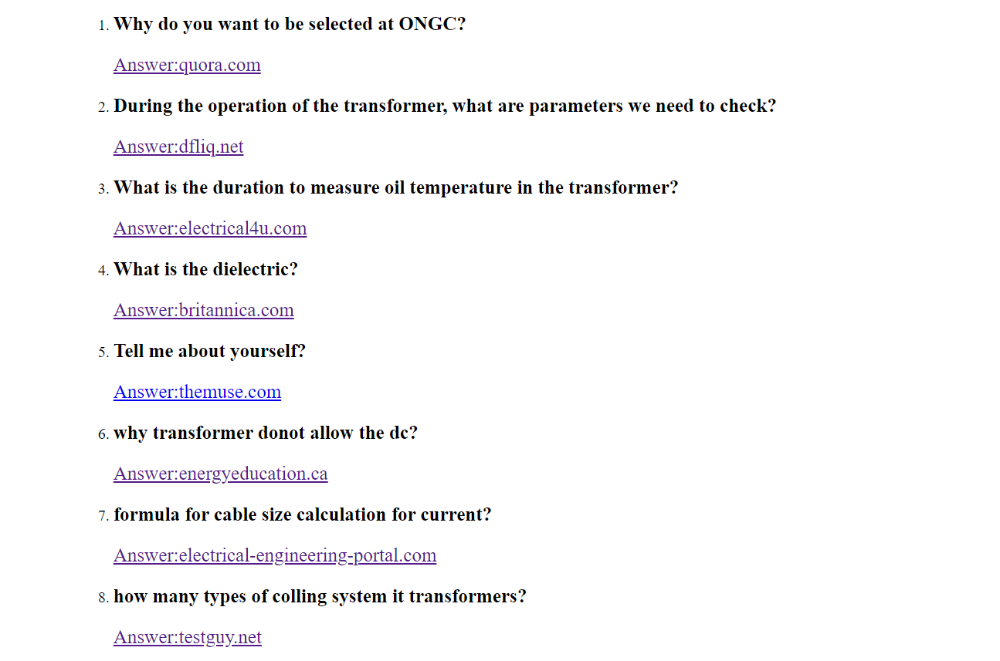 1. Why do you want to be selected at ONGC?
Answer:quora.com
2. During the operation of the transformer, what are parameters we need to check?
Answer:dfliq.net
3. What is the duration to measure oil temperature in the transformer?
Answer:electrical4u.com
4. What is the dielectric?
Answer:britannica.com
5. Tell me about yourself?
Answer:themuse.com
6. why transformer donot allow the dc?
Answer:energyeducation.ca
7. formula for cable size calculation for current?
Answer:electrical-engineering-portal.com
8. how many types of colling system it transformers?
Answer:testguy.net